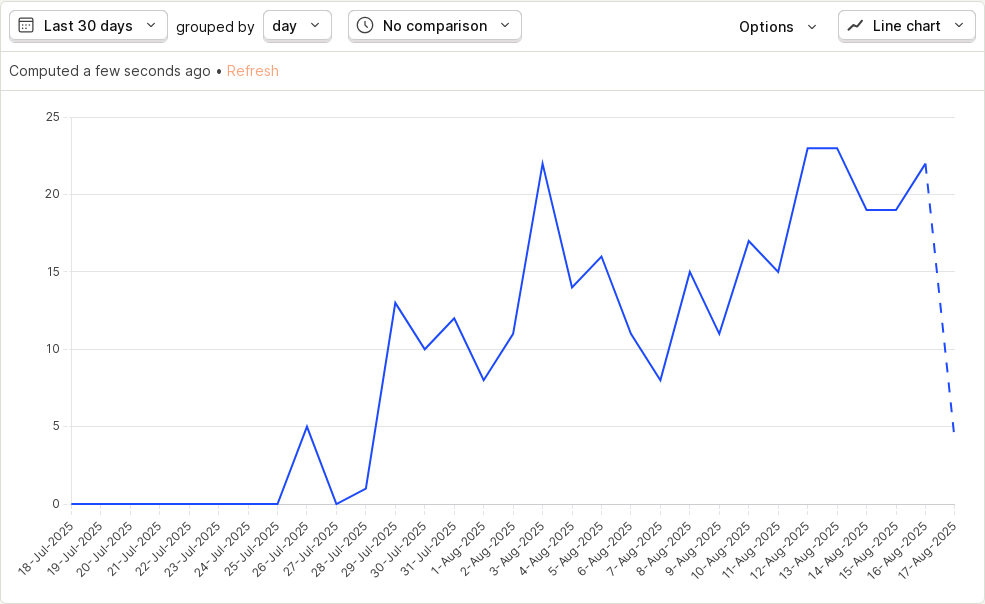 Last 30 days grouped by day No comparison Options Line chart
Computed a few seconds ago • Refresh
25
20
15
10
5
0
18-Jul-2025
19-Jul-2025
20-Jul-2025
21-Jul-2025
22-Jul-2025
23-Jul-2025
24-Jul-2025
25-Jul-2025
26-Jul-2025
27-Jul-2025
28-Jul-2025
29-Jul-2025
30-Jul-2025
31-Jul-2025
1-Aug-2025
2-Aug-2025
3-Aug-2025
4-Aug-2025
5-Aug-2025
6-Aug-2025
7-Aug-2025
8-Aug-2025
9-Aug-2025
10-Aug-2025
11-Aug-2025
12-Aug-2025
13-Aug-2025
14-Aug-2025
15-Aug-2025
16-Aug-2025
17-Aug-2025